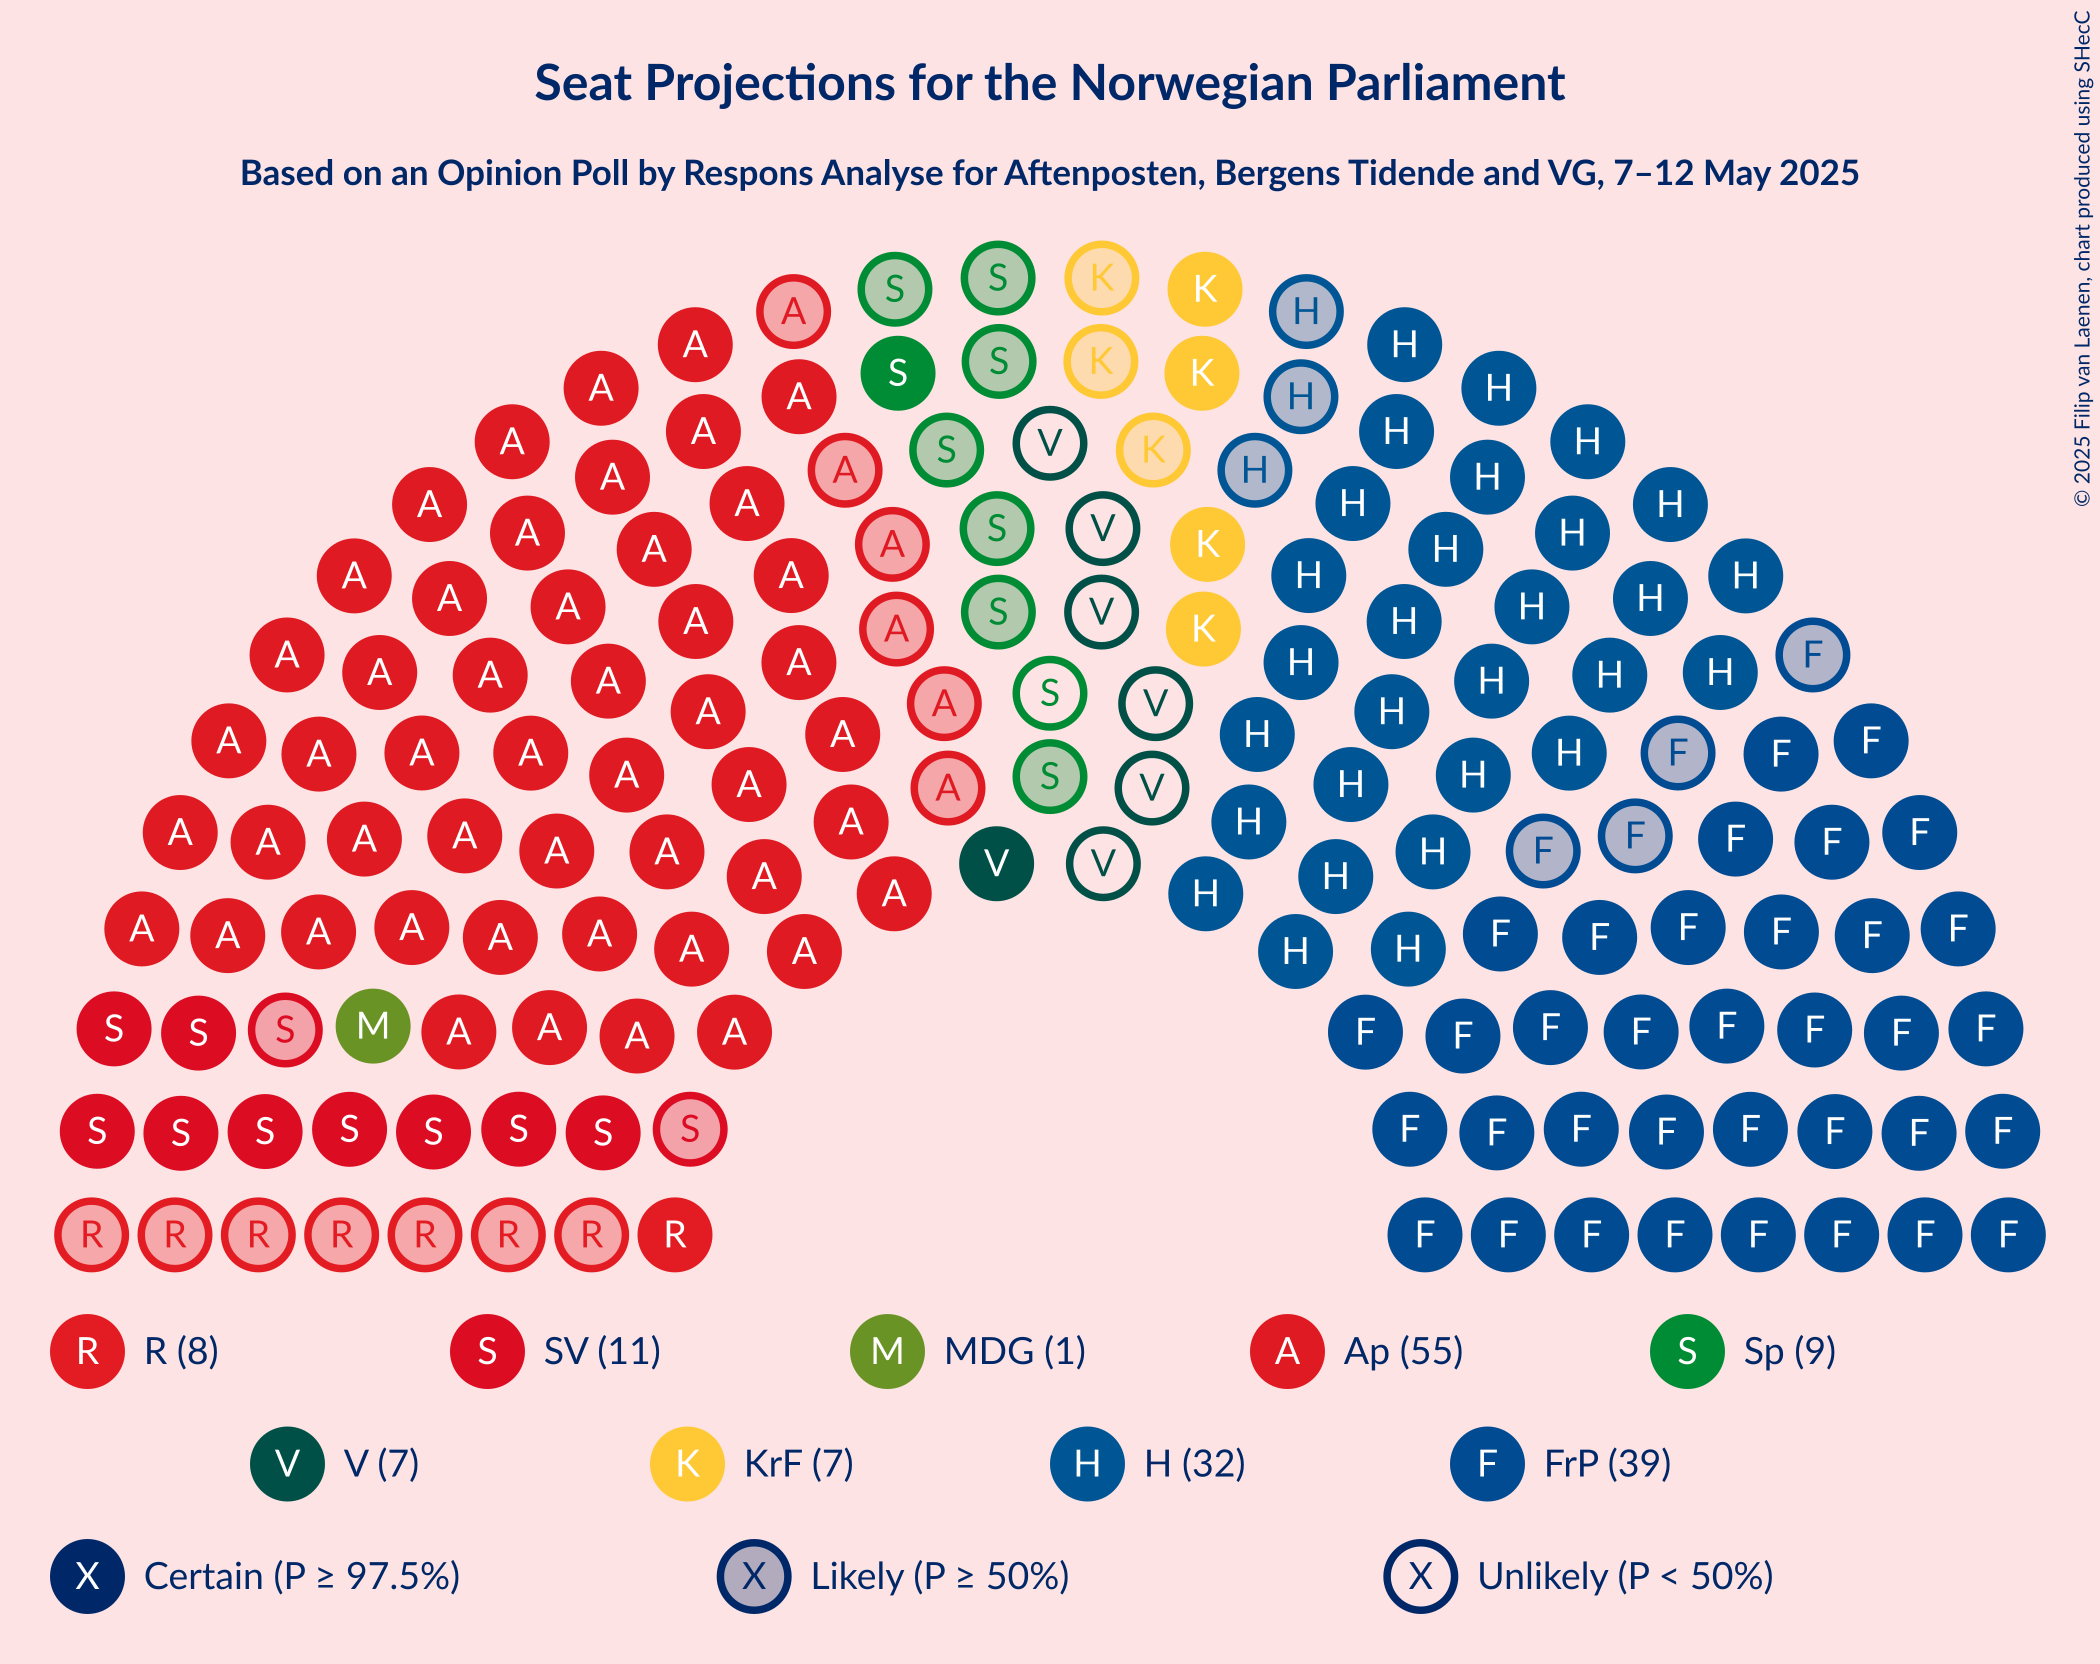 Seat Projections for the Norwegian Parliament
Based on an Opinion Poll by Respons Analyse for Aftenposten, Bergens Tidende and VG, 7–12 May 2025
© 2025 Filip van Laenen, chart produced using SHecC
S S K K
A H
A S S K K H
A A H H
A S V K H
A A H H
A A A S V K H H H
A A A A S V K H H H H
A A A A S V H H H H F
A A A A A A S V H H H H F F F
A A A A A A A A V V H H H F F F F F
A A A A A A A A H H F F F F F F
S S S M A A A A F F F F F F F F
S S S S S S S S F F F F F F F F
R R R R R R R R F F F F F F F F
R R (8) S SV (11) M MDG (1) A Ap (55) S Sp (9)
V V (7) K KrF (7) H H (32) F FrP (39)
X Certain (P ≥ 97.5%) X Likely (P ≥ 50%) X Unlikely (P < 50%)